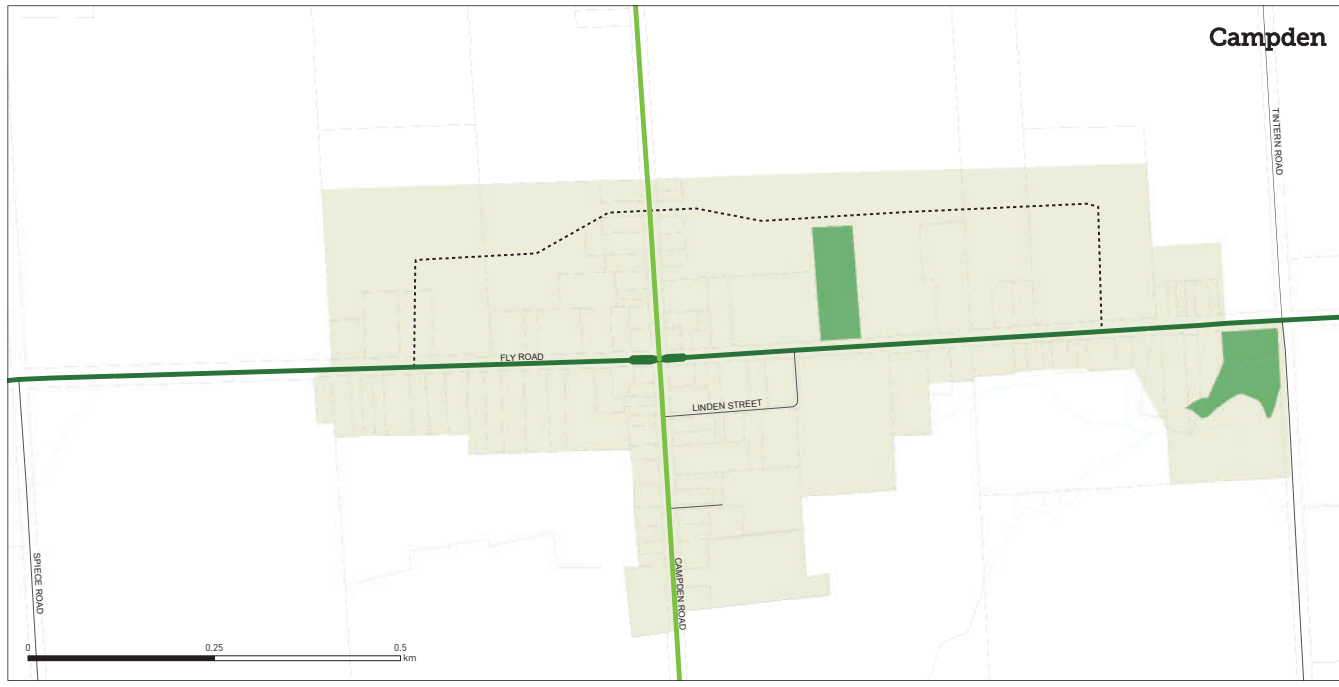 Campden
TINTERN ROAD
FLY ROAD
LINDEN STREET
SPIECE ROAD
CAMPDEN ROAD
0 0.25 0.5
km